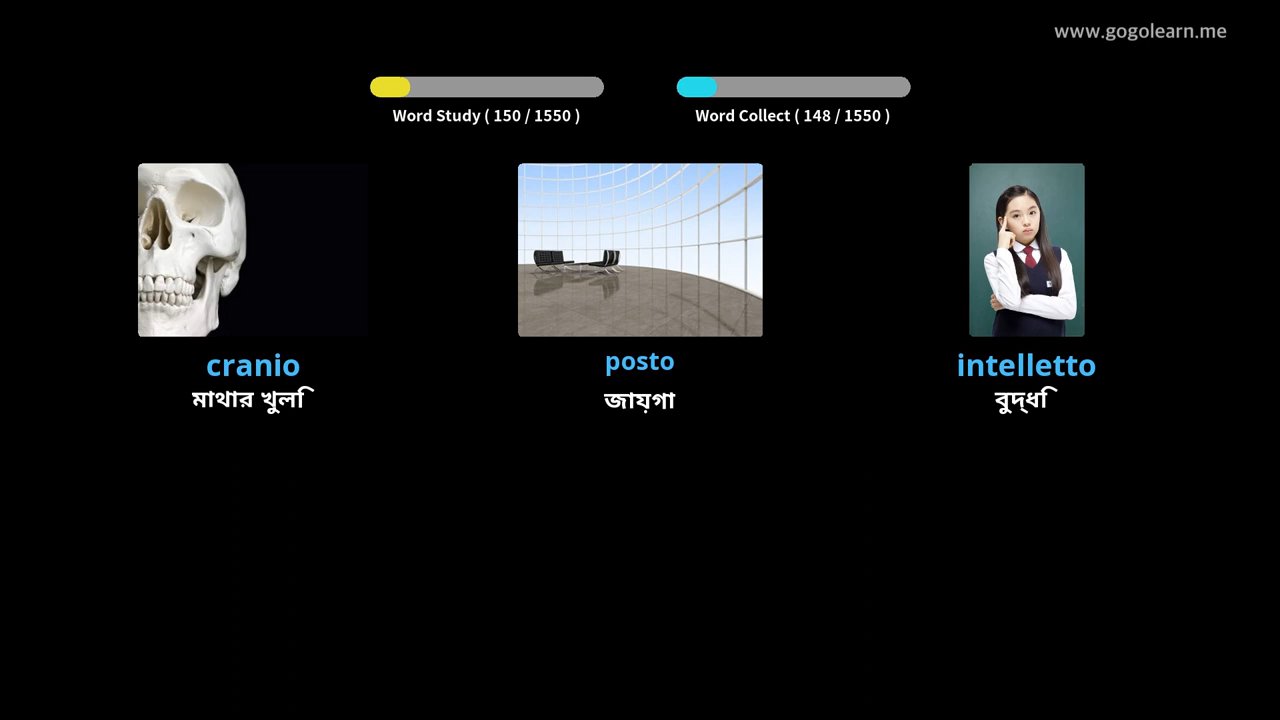 www.gogolearn.me
Word Study ( 150 / 1550 )
Word Collect ( 148 / 1550 )
cranio
মাথার খুলি
posto
জায়গা
intelletto
বুদ্ধি